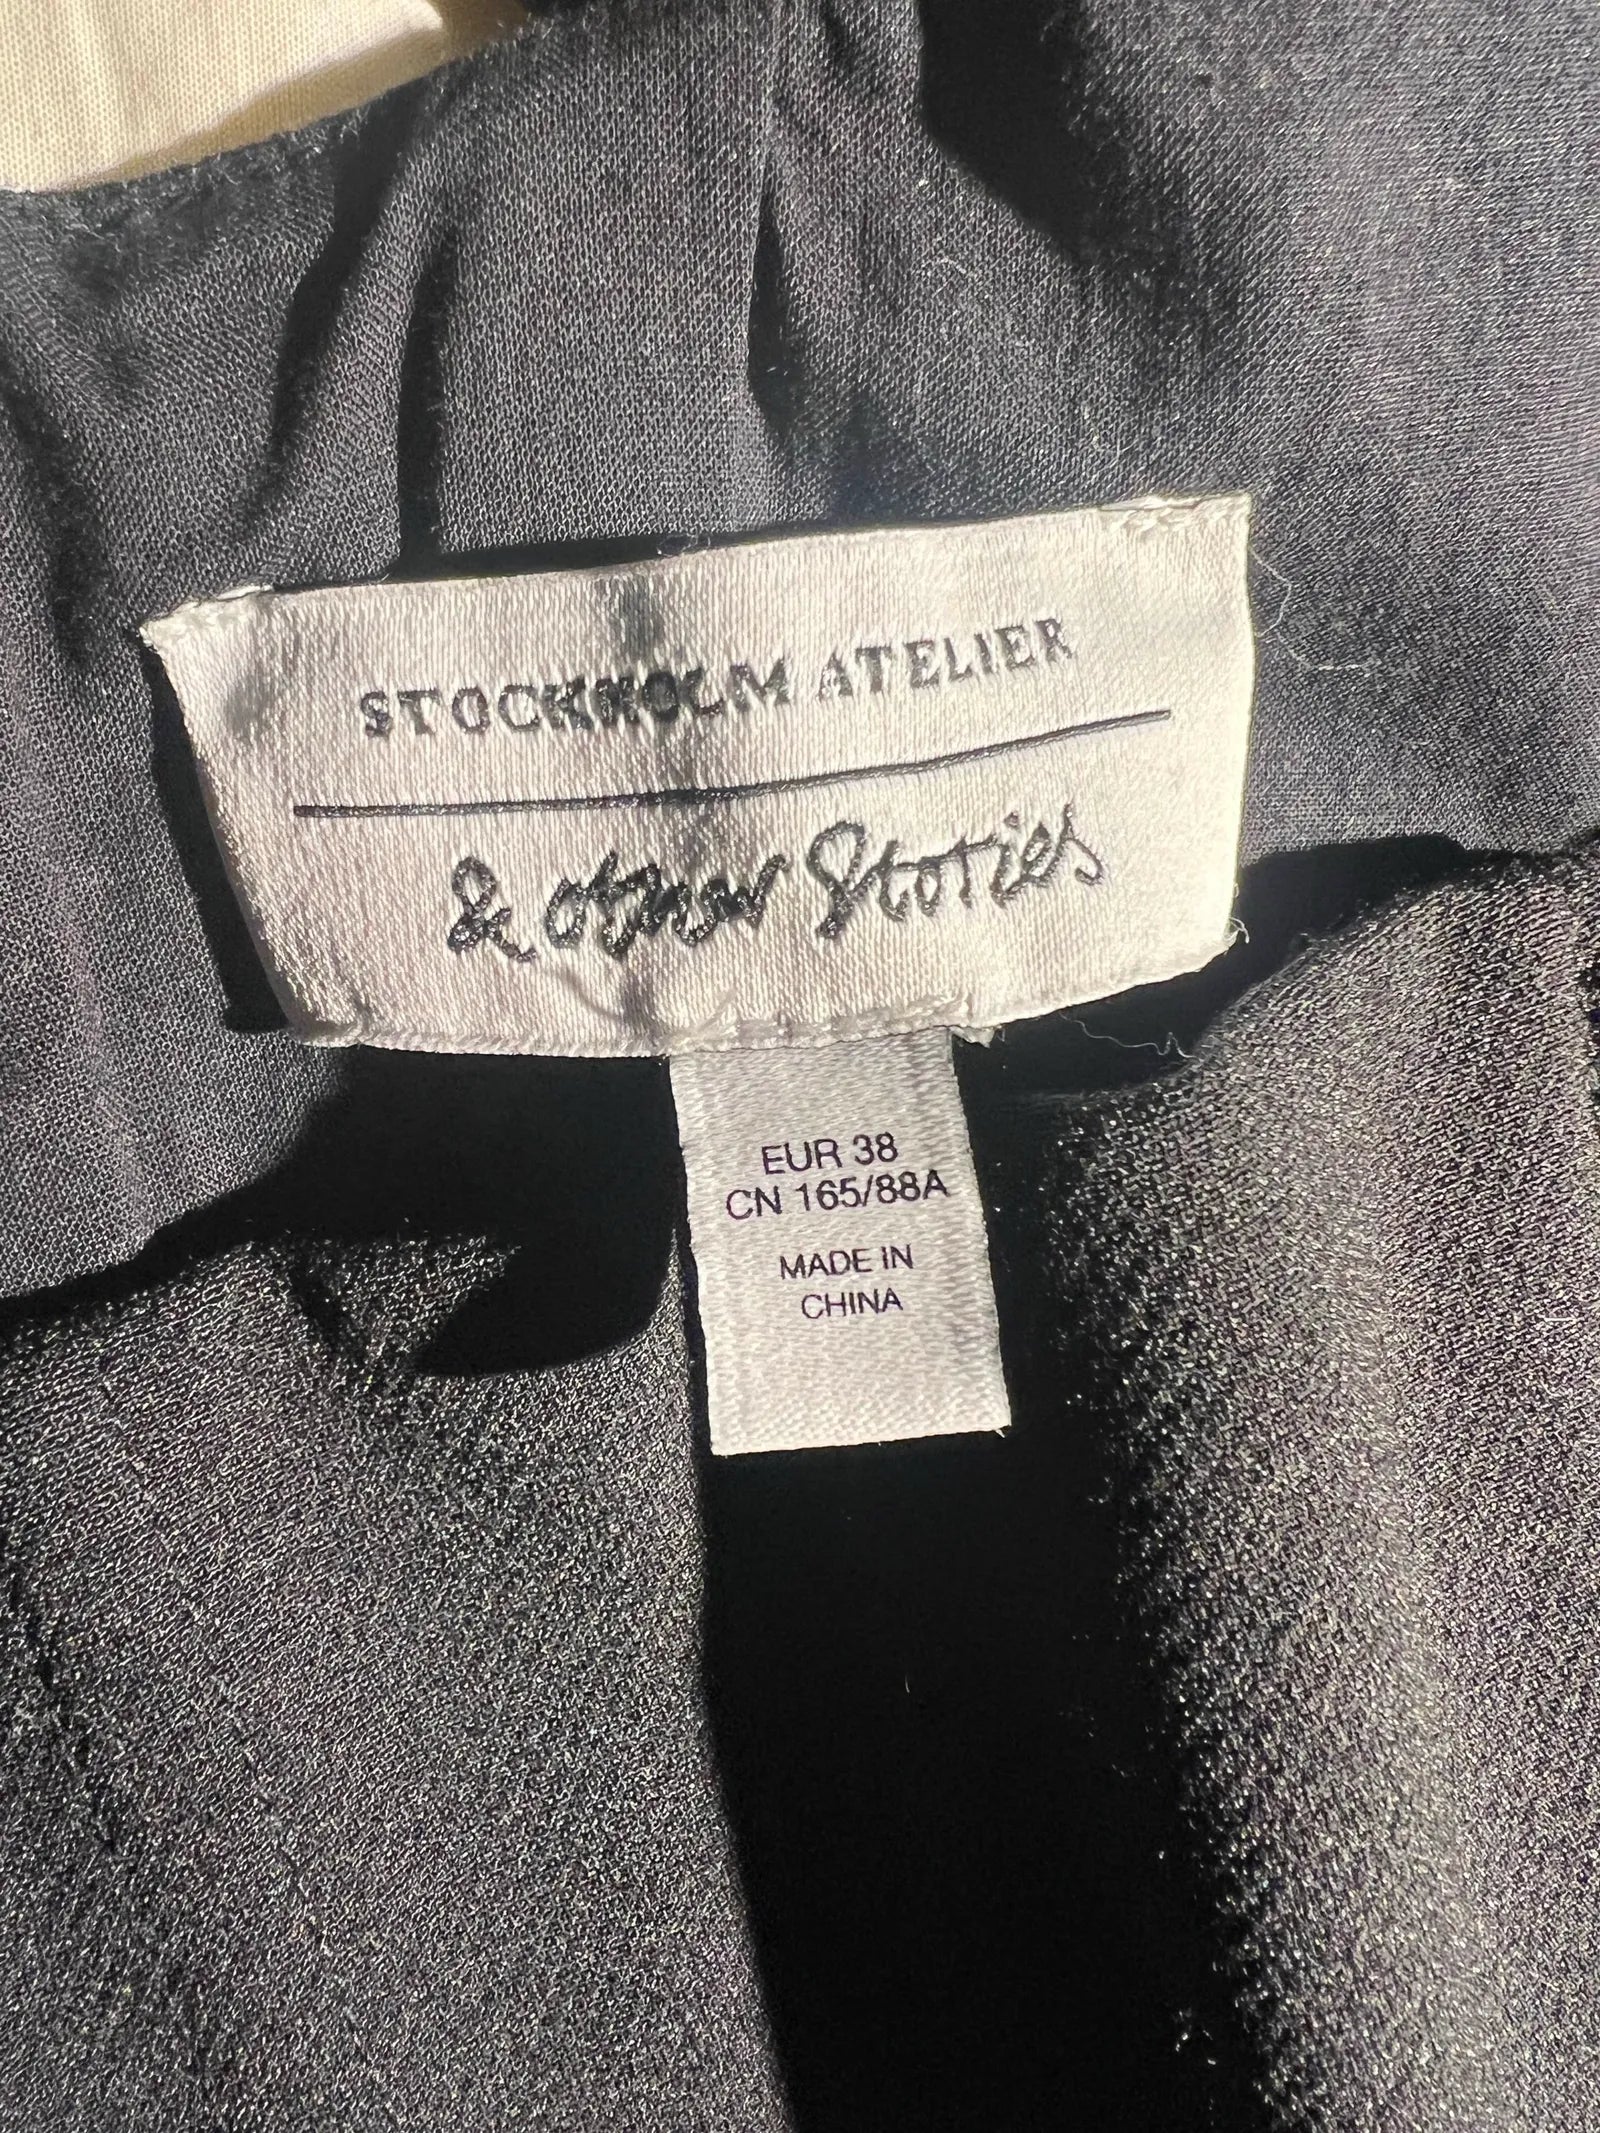 STOCKHOLM ATELIER
& other Stories
EUR 38
CN 165/88A
MADE IN
CHINA